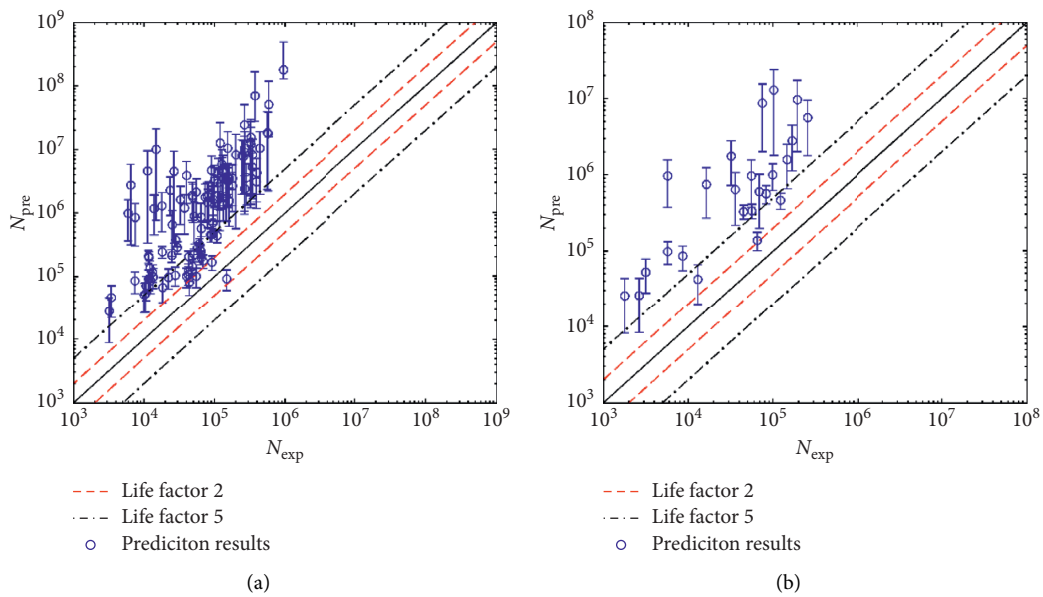 10^9
10^8
10^7
10^6
10^5
10^4
10^3
N_pre
10^3 10^4 10^5 10^6 10^7 10^8 10^9
N_exp
Life factor 2
Life factor 5
Prediciton results
(a)
10^8
10^7
10^6
10^5
10^4
10^3
N_pre
10^3 10^4 10^5 10^6 10^7 10^8
N_exp
Life factor 2
Life factor 5
Prediciton results
(b)